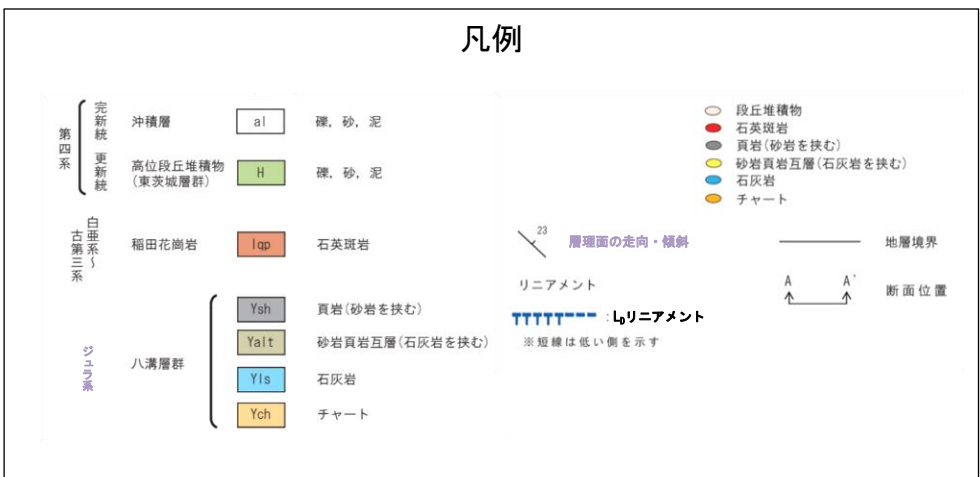 凡例
第四系
完新統
更新統
沖積層 al 礫，砂，泥
高位段丘堆積物
(東茨城層群)
H 礫，砂，泥
白亜系～
古第三系
稲田花崗岩 Iqp 石英斑岩
ジュラ系
八溝層群
Ysh 頁岩(砂岩を挟む)
Yalt 砂岩頁岩互層(石灰岩を挟む)
Yls 石灰岩
Ych チャート
段丘堆積物
石英斑岩
頁岩(砂岩を挟む)
砂岩頁岩互層(石灰岩を挟む)
石灰岩
チャート
23 層理面の走向・傾斜
地層境界
リニアメント
A A' 断面位置
：LDリニアメント
※短線は低い側を示す